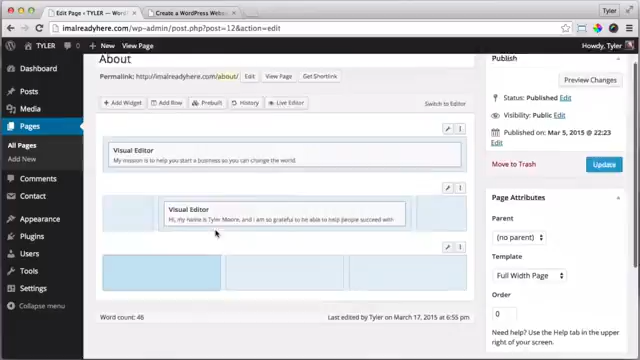 Edit Page ‹ TYLER — Word
Create a WordPress Websit
Tyler
imalreadyhere.com/wp-admin/post.php?post=12&action=edit
TYLER
0
+ New
View Page
Howdy, Tyler
Dashboard
Posts
Media
Pages
All Pages
Add New
Comments
Contact
Appearance
Plugins
Users
Tools
Settings
Collapse menu
About
Permalink: http://imalreadyhere.com/about/
Edit
View Page
Get Shortlink
Add Widget
Add Row
Prebuilt
History
Live Editor
Switch to Editor
Visual Editor
My mission is to help you start a business so you can change the world.
Visual Editor
Hi, my name is Tyler Moore, and I am so grateful to be able to help people succeed with
Word count: 46
Last edited by Tyler on March 17, 2015 at 6:55 pm
Publish
Preview Changes
Status: Published Edit
Visibility: Public Edit
Published on: Mar 5, 2015 @ 22:23
Edit
Move to Trash
Update
Page Attributes
Parent
(no parent)
Template
Full Width Page
Order
0
Need help? Use the Help tab in the upper right of your screen.